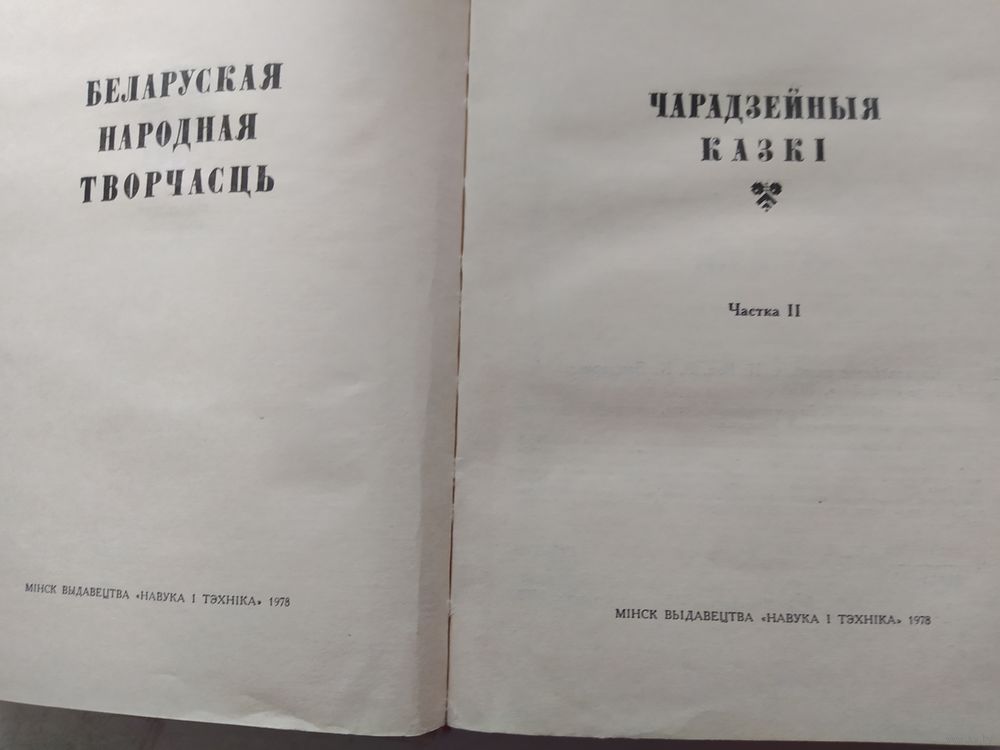 БЕЛАРУСКАЯ
НАРОДНАЯ
ТВОРЧАСЦЬ
МІНСК ВЫДАВЕЦТВА «НАВУКА І ТЭХНІКА» 1978
ЧАРАДЗЕЙНЫЯ
КАЗКІ
Частка II
МІНСК ВЫДАВЕЦТВА «НАВУКА І ТЭХНІКА» 1978